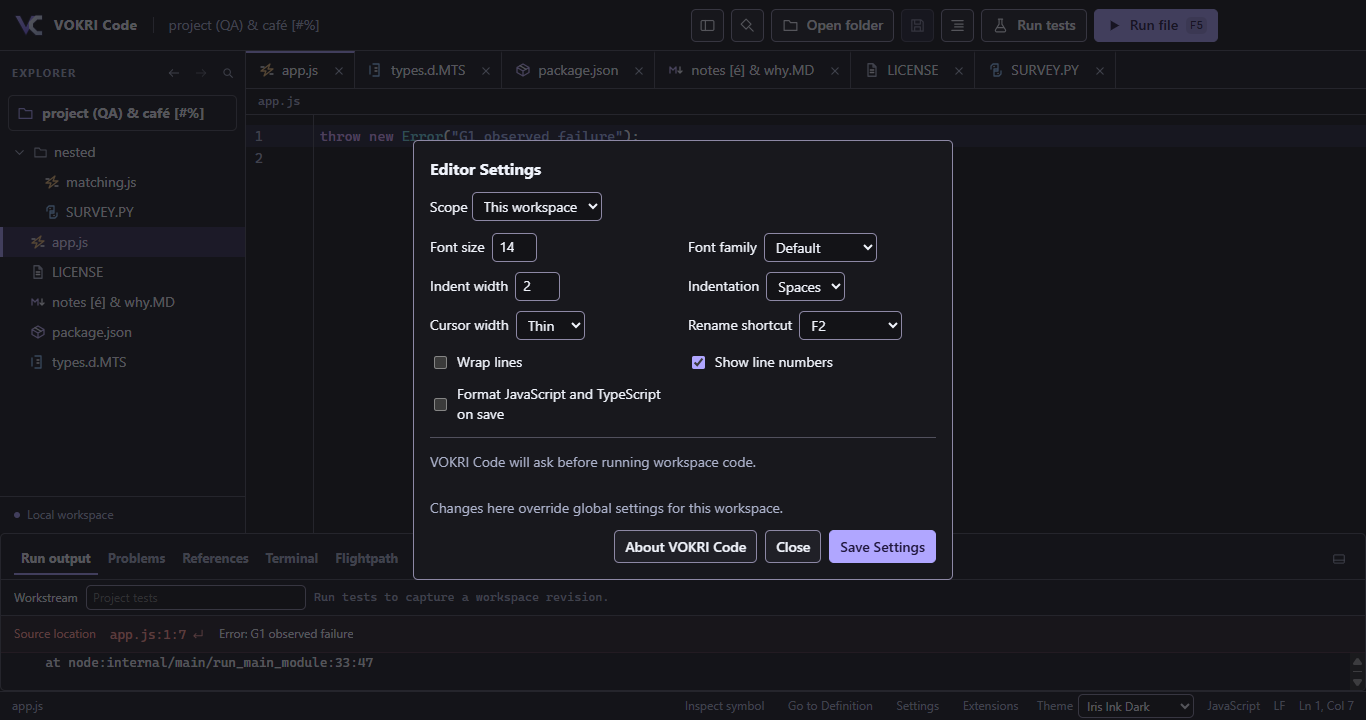 VOKRI Code project (QA) & café [#%] Open folder Run tests Run file F5
EXPLORER
project (QA) & café [#%]
nested
matching.js
SURVEY.PY
app.js
LICENSE
notes [é] & why.MD
package.json
types.d.MTS
Local workspace
app.js types.d.MTS package.json notes [é] & why.MD LICENSE SURVEY.PY
app.js
1 throw new Error("G1 observed failure");
2
Editor Settings
Scope This workspace
Font size 14 Font family Default
Indent width 2 Indentation Spaces
Cursor width Thin Rename shortcut F2
Wrap lines Show line numbers
Format JavaScript and TypeScript
on save
VOKRI Code will ask before running workspace code.
Changes here override global settings for this workspace.
About VOKRI Code Close Save Settings
Run output Problems References Terminal Flightpath
Workstream Project tests Run tests to capture a workspace revision.
Source location app.js:1:7 Error: G1 observed failure
at node:internal/main/run_main_module:33:47
app.js Inspect symbol Go to Definition Settings Extensions Theme Iris Ink Dark JavaScript LF Ln 1, Col 7